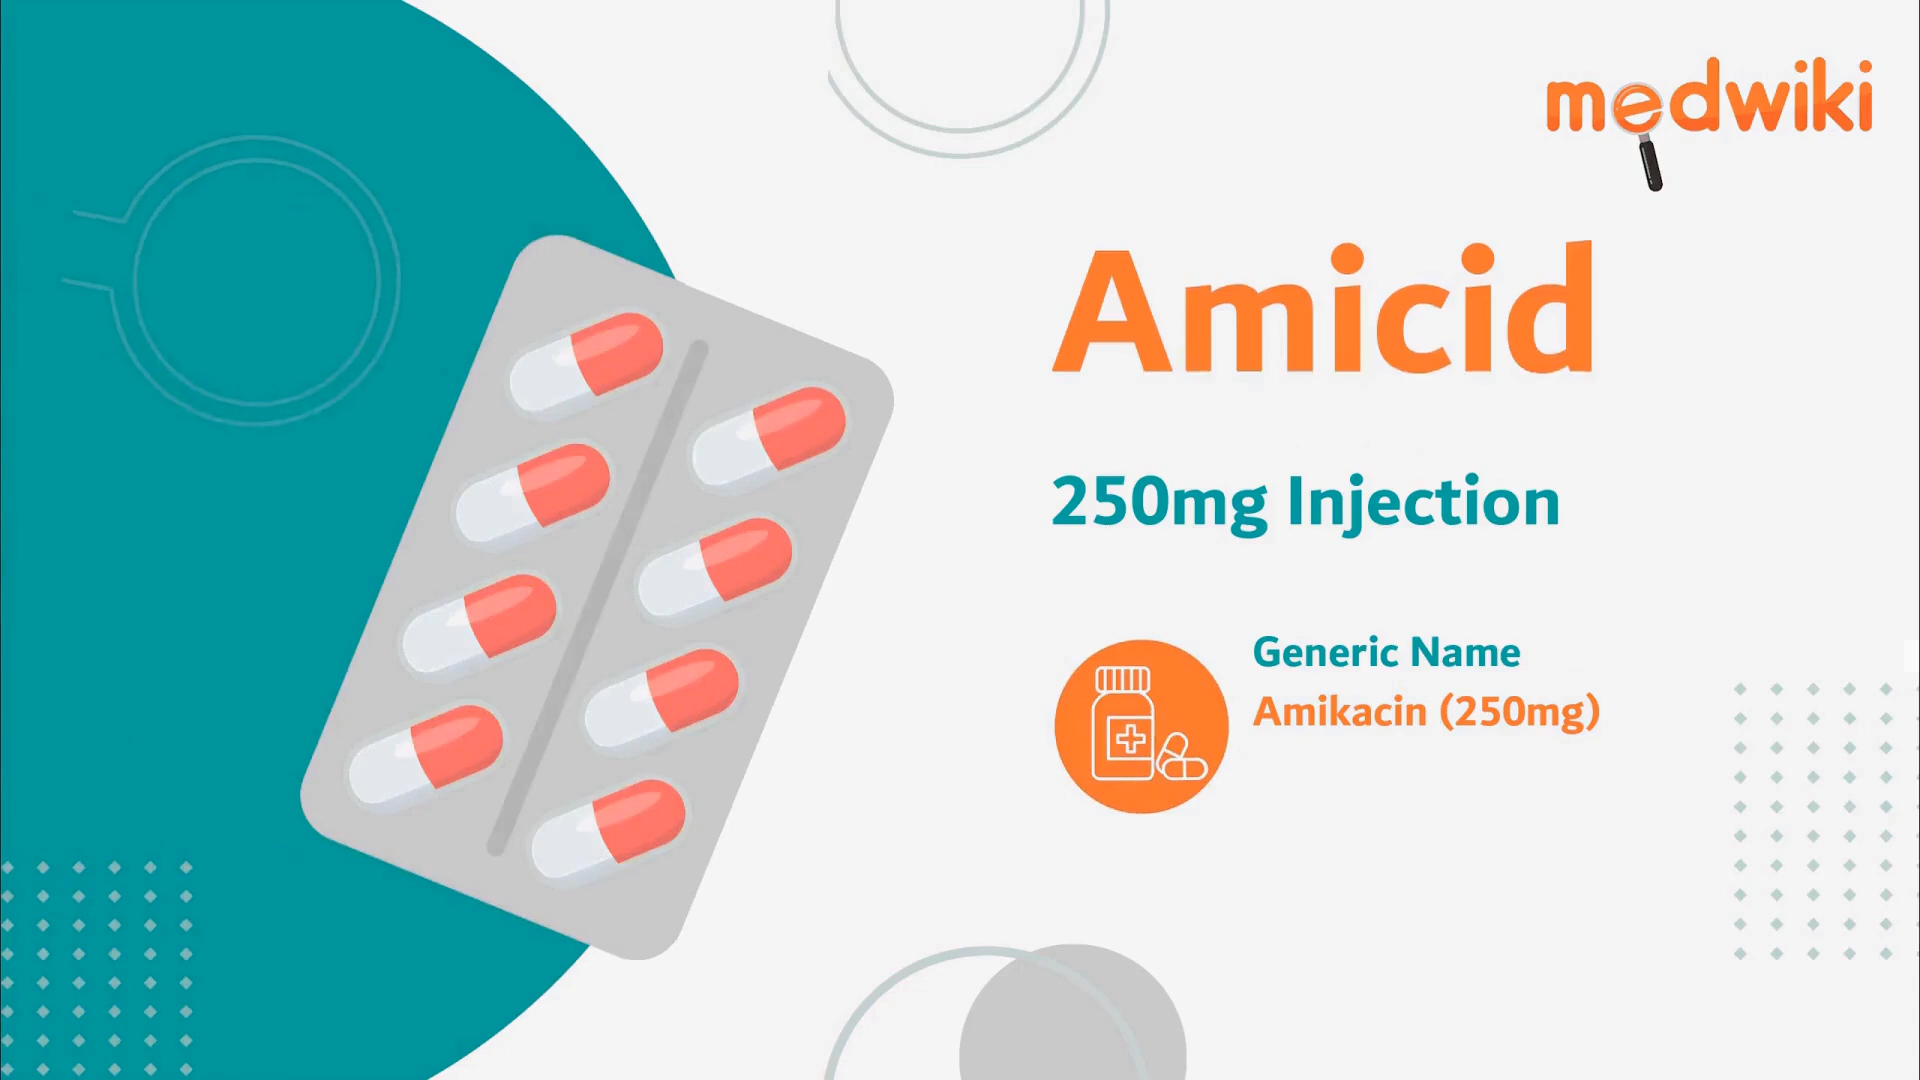 medwiki
Amicid
250mg Injection
Generic Name
Amikacin (250mg)